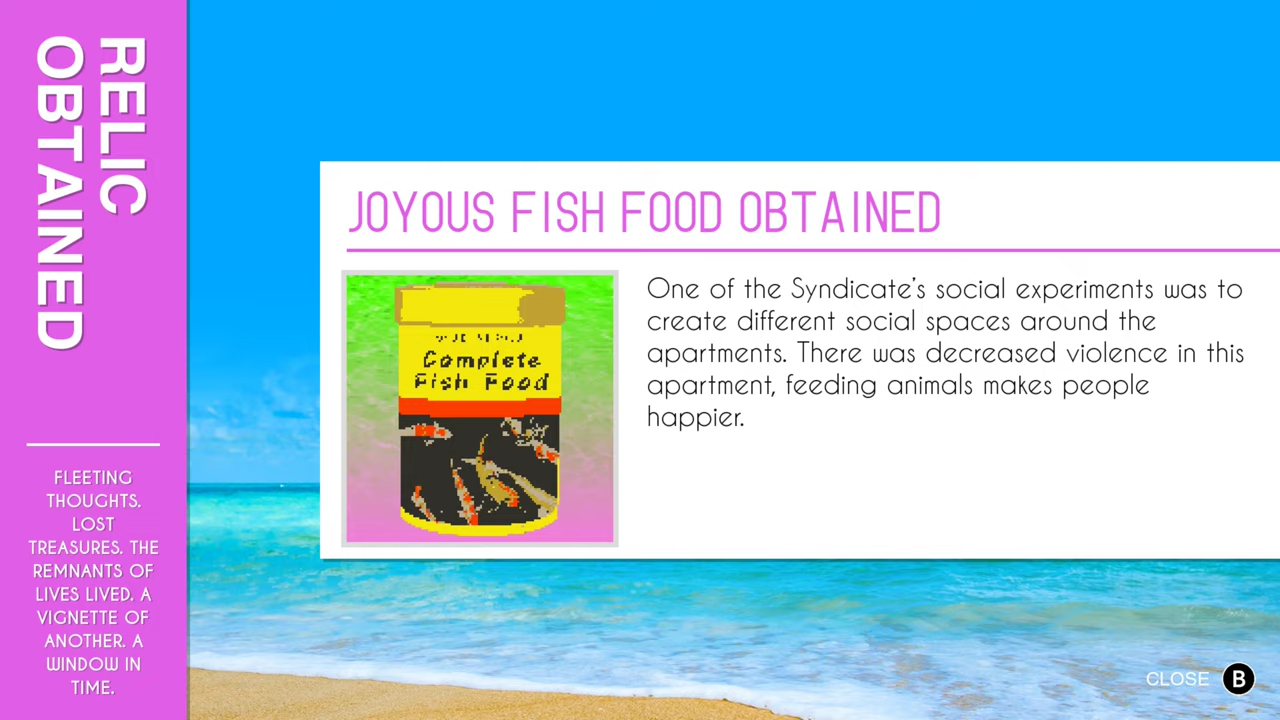 RELIC
OBTAINED
FLEETING
THOUGHTS.
LOST
TREASURES. THE
REMNANTS OF
LIVES LIVED. A
VIGNETTE OF
ANOTHER. A
WINDOW IN
TIME.
JOYOUS FISH FOOD OBTAINED
Complete
Fish Food
One of the Syndicate's social experiments was to
create different social spaces around the
apartments. There was decreased violence in this
apartment, feeding animals makes people
happier.
CLOSE B